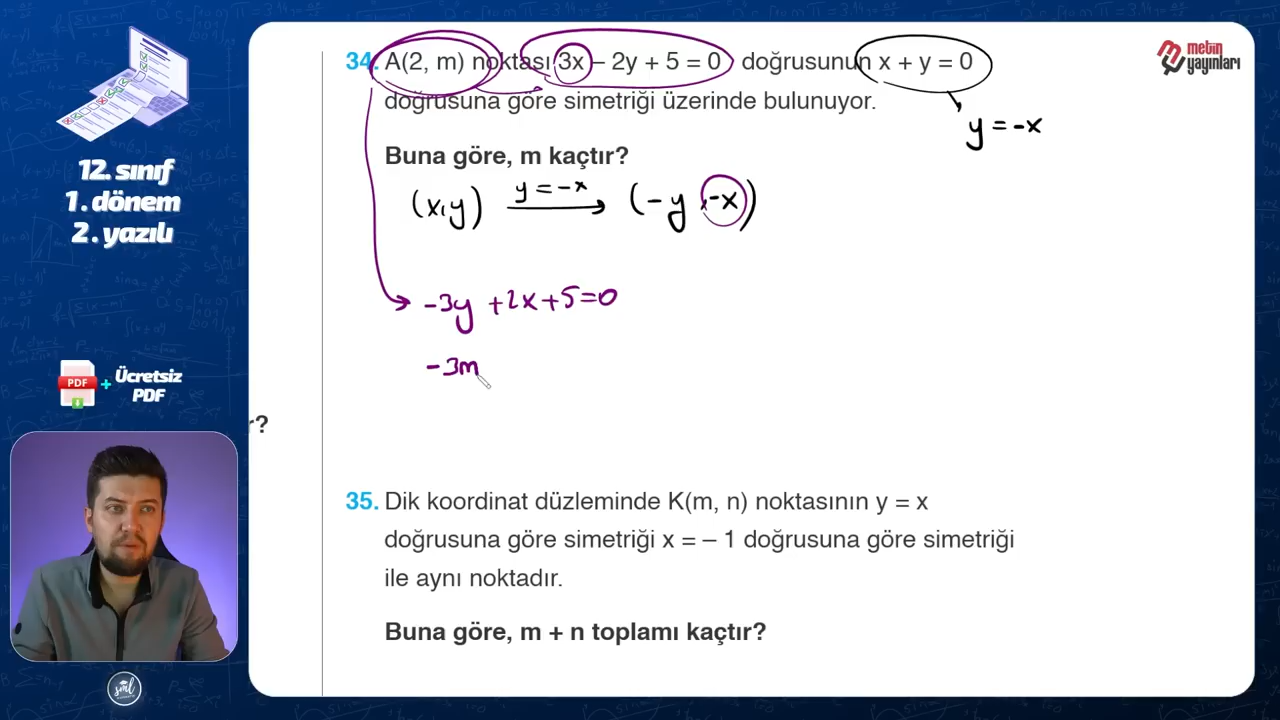 12. sınıf
1. dönem
2. yazılı
PDF + Ücretsiz PDF
sml
r?
metin yayınları
34. A(2, m) noktası 3x – 2y + 5 = 0 doğrusunun x + y = 0
doğrusuna göre simetriği üzerinde bulunuyor.
y = -x
Buna göre, m kaçtır?
(x,y) y = -x (-y, -x)
-3y +2x+5=0
-3m
35. Dik koordinat düzleminde K(m, n) noktasının y = x
doğrusuna göre simetriği x = – 1 doğrusuna göre simetriği
ile aynı noktadır.
Buna göre, m + n toplamı kaçtır?